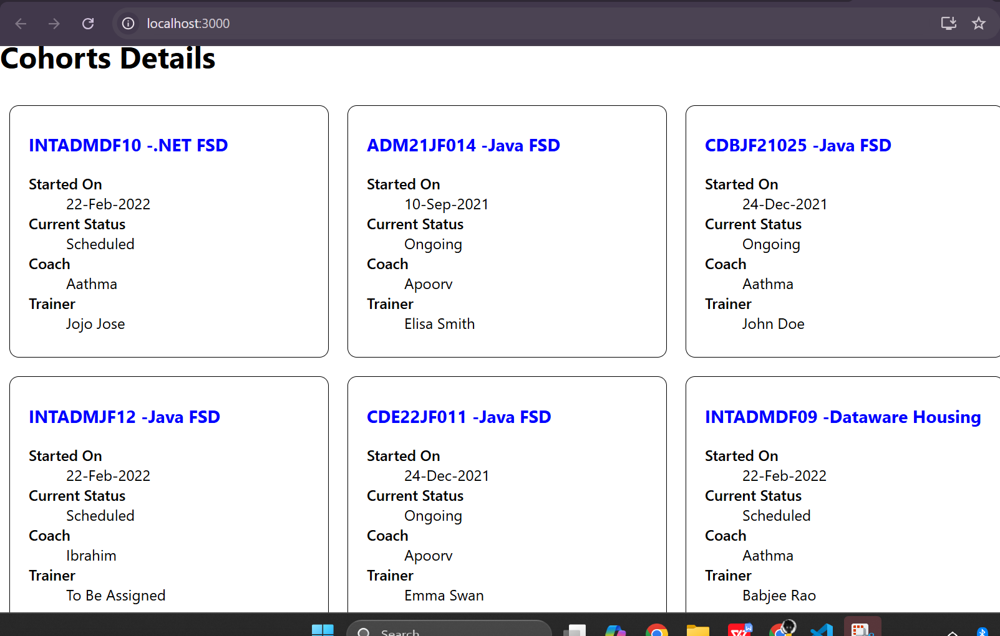 localhost:3000
Cohorts Details
INTADMDF10 -.NET FSD
Started On
22-Feb-2022
Current Status
Scheduled
Coach
Aathma
Trainer
Jojo Jose
ADM21JF014 -Java FSD
Started On
10-Sep-2021
Current Status
Ongoing
Coach
Apoorv
Trainer
Elisa Smith
CDBJF21025 -Java FSD
Started On
24-Dec-2021
Current Status
Ongoing
Coach
Aathma
Trainer
John Doe
INTADMJF12 -Java FSD
Started On
22-Feb-2022
Current Status
Scheduled
Coach
Ibrahim
Trainer
To Be Assigned
CDE22JF011 -Java FSD
Started On
24-Dec-2021
Current Status
Ongoing
Coach
Apoorv
Trainer
Emma Swan
INTADMDF09 -Dataware Housing
Started On
22-Feb-2022
Current Status
Scheduled
Coach
Aathma
Trainer
Babjee Rao
Search